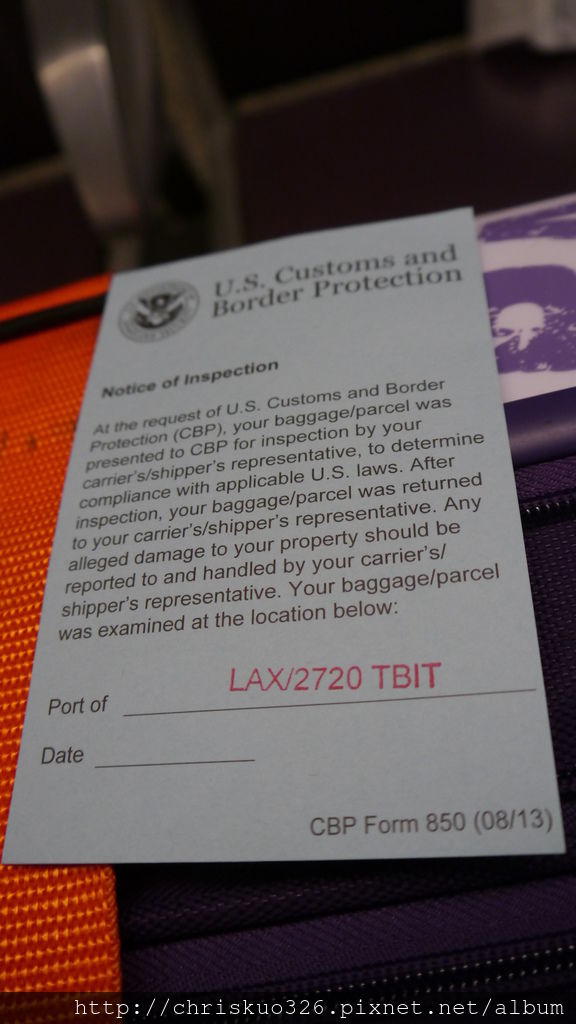 U.S. Customs and
Border Protection
Notice of Inspection
At the request of U.S. Customs and Border
Protection (CBP), your baggage/parcel was
presented to CBP for inspection by your
carrier's/shipper's representative, to determine
compliance with applicable U.S. laws. After
inspection, your baggage/parcel was returned
to your carrier's/shipper's representative. Any
alleged damage to your property should be
reported to and handled by your carrier's/
shipper's representative. Your baggage/parcel
was examined at the location below:
Port of LAX/2720 TBIT
Date
CBP Form 850 (08/13)
http://chriskuo326.pixnet.net/album